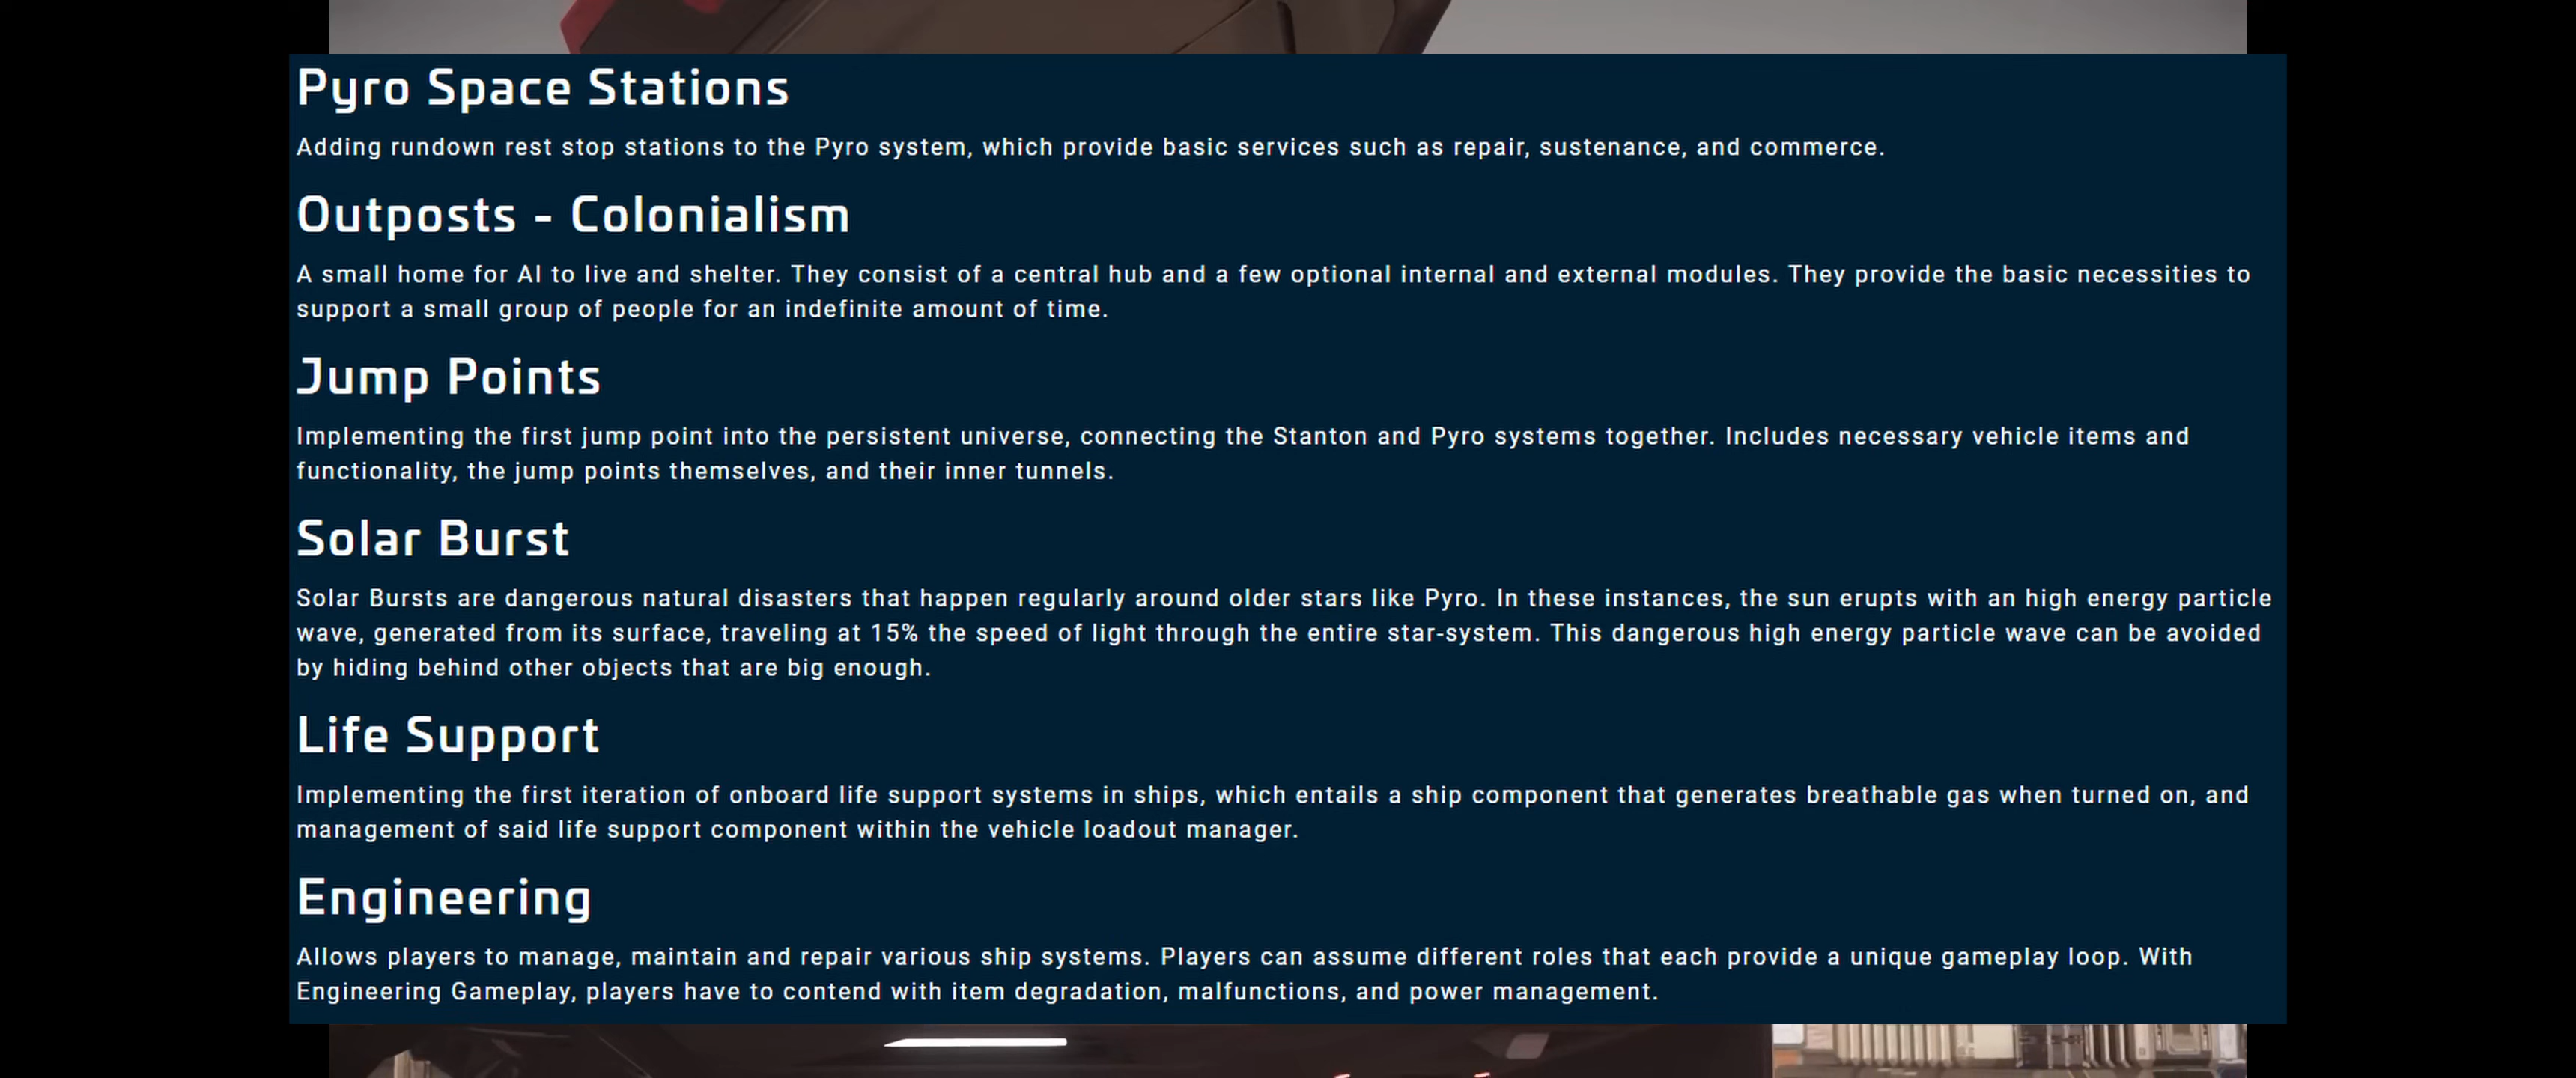 Pyro Space Stations
Adding rundown rest stop stations to the Pyro system, which provide basic services such as repair, sustenance, and commerce.
Outposts - Colonialism
A small home for AI to live and shelter. They consist of a central hub and a few optional internal and external modules. They provide the basic necessities to
support a small group of people for an indefinite amount of time.
Jump Points
Implementing the first jump point into the persistent universe, connecting the Stanton and Pyro systems together. Includes necessary vehicle items and
functionality, the jump points themselves, and their inner tunnels.
Solar Burst
Solar Bursts are dangerous natural disasters that happen regularly around older stars like Pyro. In these instances, the sun erupts with an high energy particle
wave, generated from its surface, traveling at 15% the speed of light through the entire star-system. This dangerous high energy particle wave can be avoided
by hiding behind other objects that are big enough.
Life Support
Implementing the first iteration of onboard life support systems in ships, which entails a ship component that generates breathable gas when turned on, and
management of said life support component within the vehicle loadout manager.
Engineering
Allows players to manage, maintain and repair various ship systems. Players can assume different roles that each provide a unique gameplay loop. With
Engineering Gameplay, players have to contend with item degradation, malfunctions, and power management.